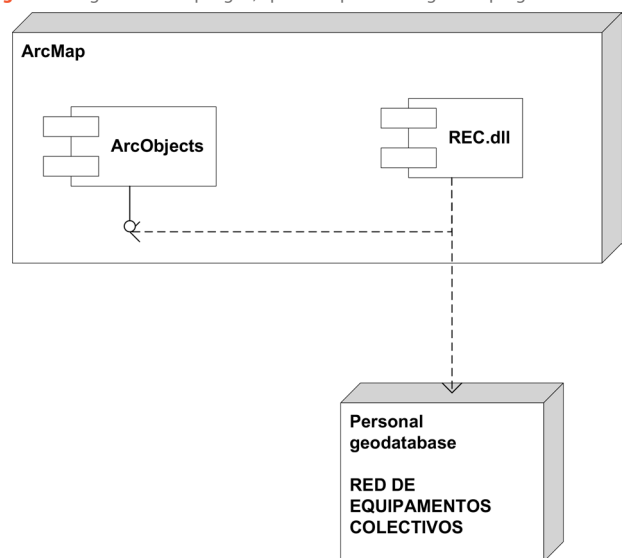 ArcMap
ArcObjects
REC.dll
Personal
geodatabase
RED DE
EQUIPAMENTOS
COLECTIVOS